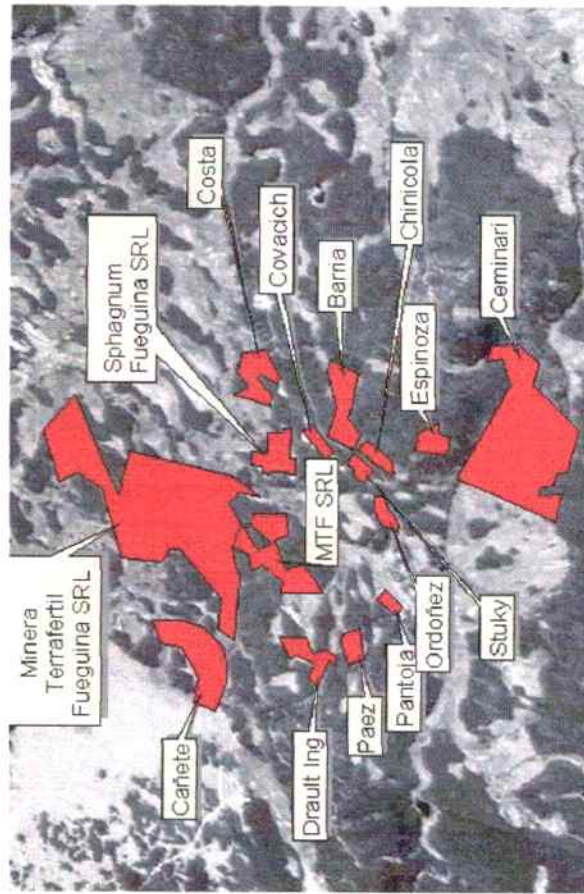 Minera
Terrafertil
Fueguina SRL
Sphagnum
Fueguina SRL
Costa
Cañete
Covacich
MTF SRL
Barria
Drault Ing
Chinicola
Paez
Espinoza
Pantoja
Ordoñez
Stuky
Ceminari